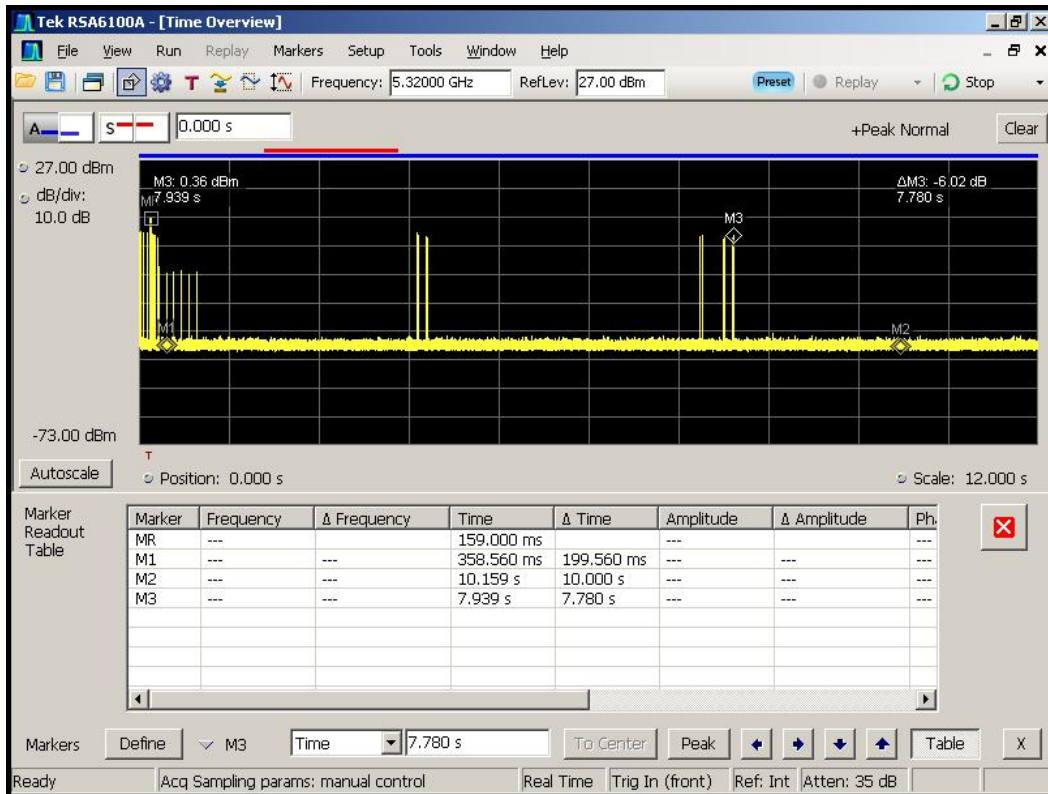 Tek RSA6100A - [Time Overview]
File View Run Replay Markers Setup Tools Window Help
T Frequency: 5.32000 GHz RefLev: 27.00 dBm Preset Replay Stop
A S 0.000 s +Peak Normal Clear
27.00 dBm
dB/div:
10.0 dB
M3: 0.36 dBm
7.939 s
ΔM3: -6.02 dB
7.780 s
M3
M1
M2
-73.00 dBm
T
Autoscale Position: 0.000 s Scale: 12.000 s
Marker
Readout
Table
Marker Frequency Δ Frequency Time Δ Time Amplitude Δ Amplitude Ph
MR --- 159.000 ms --- ---
M1 --- --- 358.560 ms 199.560 ms --- --- ---
M2 --- --- 10.159 s 10.000 s --- --- ---
M3 --- --- 7.939 s 7.780 s --- --- ---
Markers Define M3 Time 7.780 s To Center Peak Table X
Ready Acq Sampling params: manual control Real Time Trig In (front) Ref: Int Atten: 35 dB